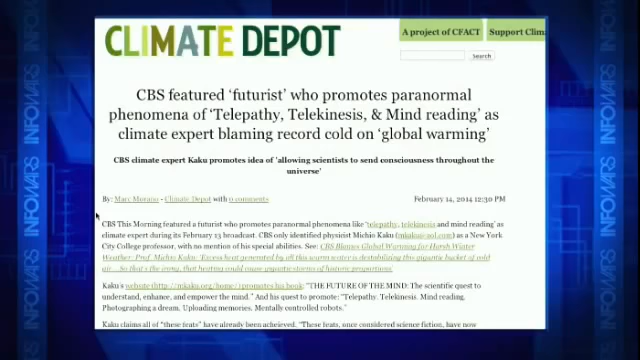 CLIMATE DEPOT
A project of CFACT Support Clim
Search
CBS featured ‘futurist’ who promotes paranormal
phenomena of ‘Telepathy, Telekinesis, & Mind reading’ as
climate expert blaming record cold on ‘global warming’
CBS climate expert Kaku promotes idea of 'allowing scientists to send consciousness throughout the
universe'
By: Marc Morano - Climate Depot with 0 comments February 14, 2014 12:30 PM
CBS This Morning featured a futurist who promotes paranormal phenomena like ‘telepathy, telekinesis and mind reading’ as
climate expert during its February 13 broadcast. CBS only identified physicist Michio Kaku (mkaku@aol.com) as a New York
City College professor, with no mention of his special abilities. See: CBS Blames Global Warming for Harsh Winter
Weather: Prof. Michio Kaku: 'Excess heat generated by all this warm water is destabilizing this gigantic bucket of cold
air ....So that's the irony, that heating could cause gigantic storms of historic proportions'
Kaku's website (http://mkaku.org/home/) promotes his book: "THE FUTURE OF THE MIND: The scientific quest to
understand, enhance, and empower the mind." And his quest to promote: "Telepathy. Telekinesis. Mind reading.
Photographing a dream. Uploading memories. Mentally controlled robots."
Kaku claims all of "these feats" have already been achieved. "These feats, once considered science fiction, have now
INFOWARS
INFOWARS
INFOWARS
INFOWARS
INFOWARS
INFOWARS